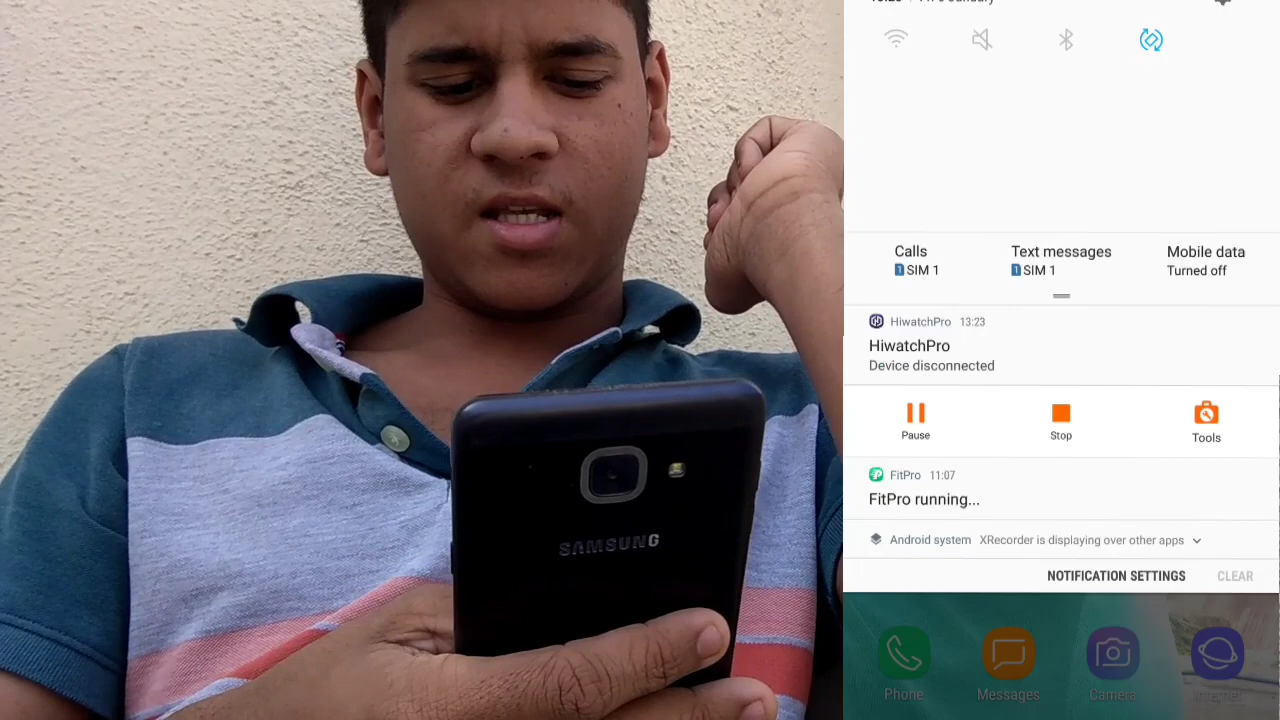 SAMSUNG
Calls
SIM 1
Text messages
SIM 1
Mobile data
Turned off
HiwatchPro 13:23
HiwatchPro
Device disconnected
Pause
Stop
Tools
FitPro 11:07
FitPro running...
Android system XRecorder is displaying over other apps
NOTIFICATION SETTINGS
CLEAR
Phone
Messages
Camera
Internet